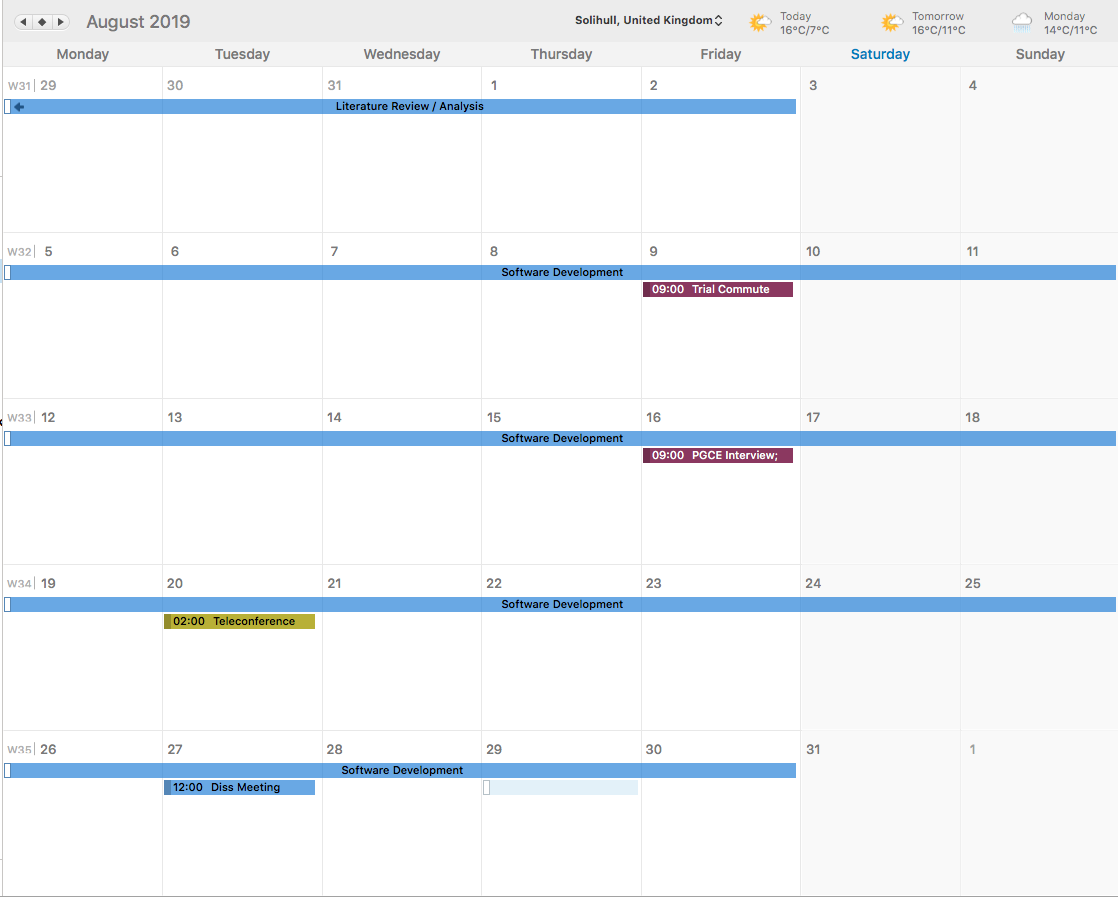 August 2019
Solihull, United Kingdom
Today
16°C/7°C
Tomorrow
16°C/11°C
Monday
14°C/11°C
Monday Tuesday Wednesday Thursday Friday Saturday Sunday
W31 29 30 31 1 2 3 4
Literature Review / Analysis
W32 5 6 7 8 9 10 11
Software Development
09:00 Trial Commute
W33 12 13 14 15 16 17 18
Software Development
09:00 PGCE Interview;
W34 19 20 21 22 23 24 25
Software Development
02:00 Teleconference
W35 26 27 28 29 30 31 1
Software Development
12:00 Diss Meeting